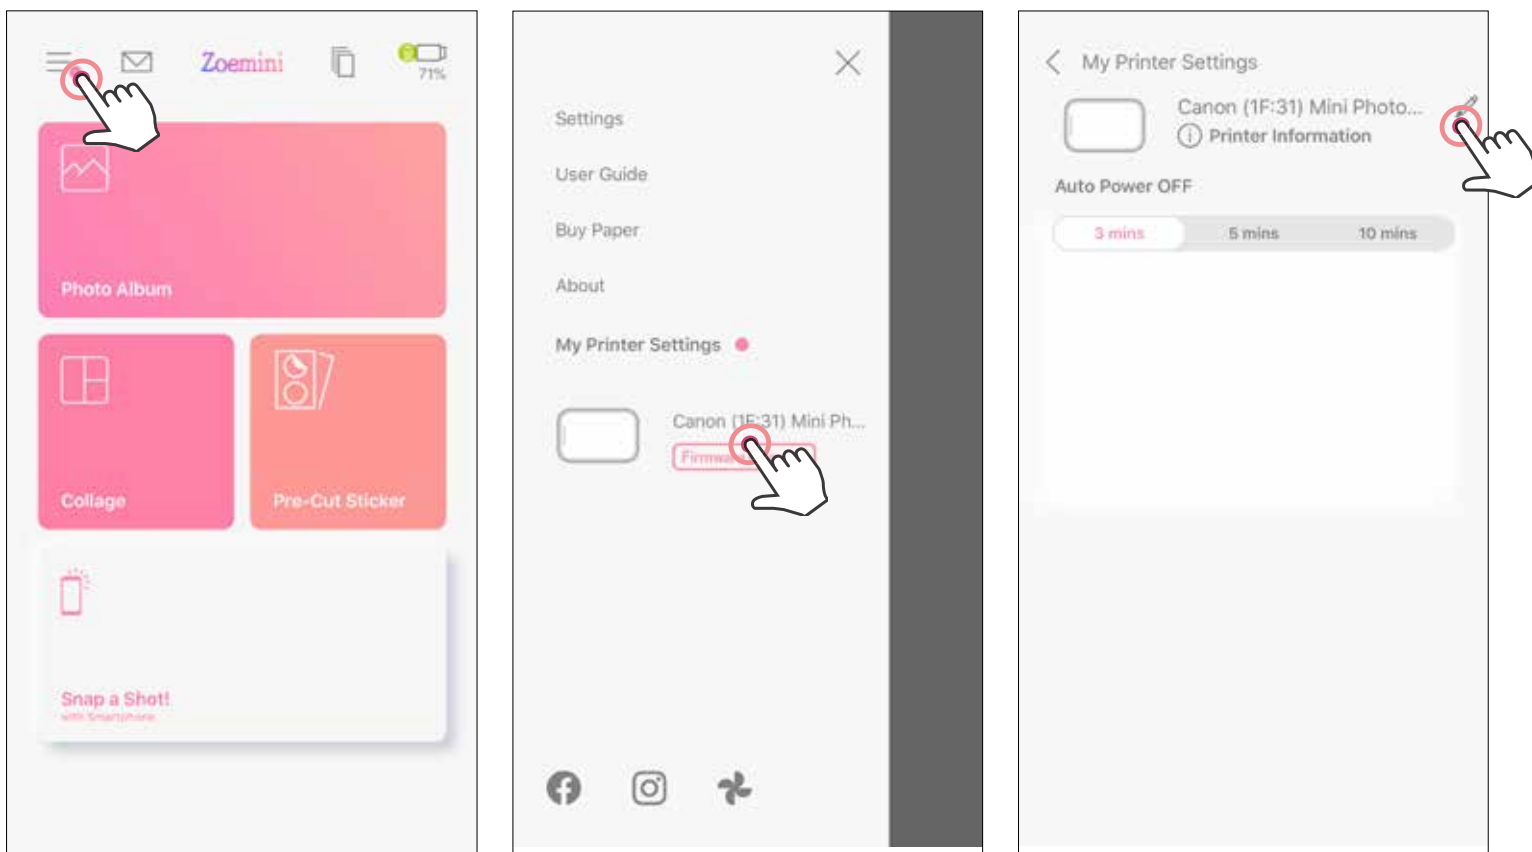 Zoemini
71%
Photo Album
Collage
Pre-Cut Sticker
Snap a Shot!
with Smartphone
Settings
User Guide
Buy Paper
About
My Printer Settings
Canon (1F:31) Mini Ph...
My Printer Settings
Canon (1F:31) Mini Photo...
Printer Information
Auto Power OFF
3 mins 5 mins 10 mins